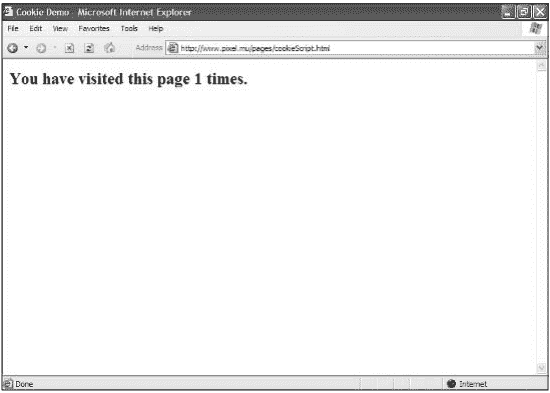 Cookie Demo - Microsoft Internet Explorer
File Edit View Favorites Tools Help
Address http://www.pixel.mu/pages/cookieScript.html
You have visited this page 1 times.
Done Internet